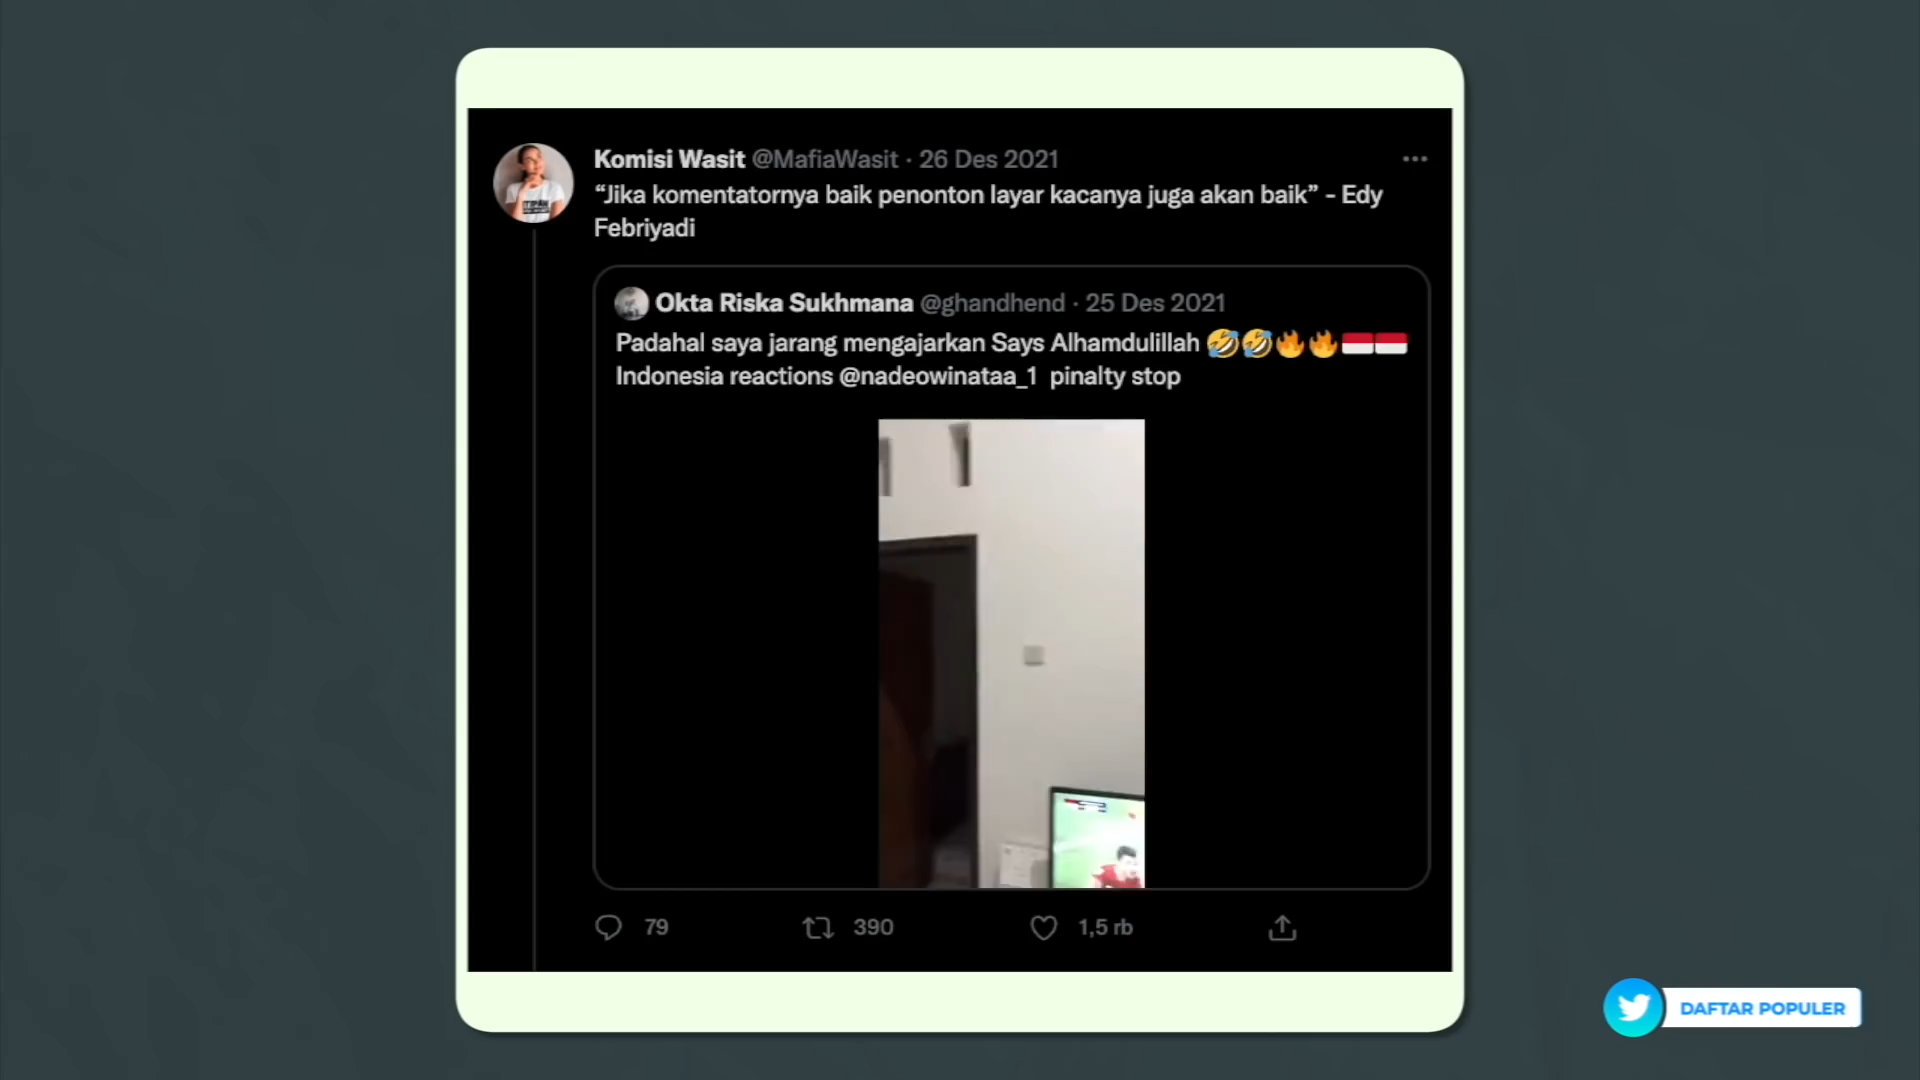 Komisi Wasit @MafiaWasit · 26 Des 2021
“Jika komentatornya baik penonton layar kacanya juga akan baik” - Edy
Febriyadi
Okta Riska Sukhmana @ghandhend · 25 Des 2021
Padahal saya jarang mengajarkan Says Alhamdulillah 🤣🤣🔥🔥🇮🇩🇮🇩
Indonesia reactions @nadeowinataa_1 pinalty stop
79 390 1,5 rb
DAFTAR POPULER